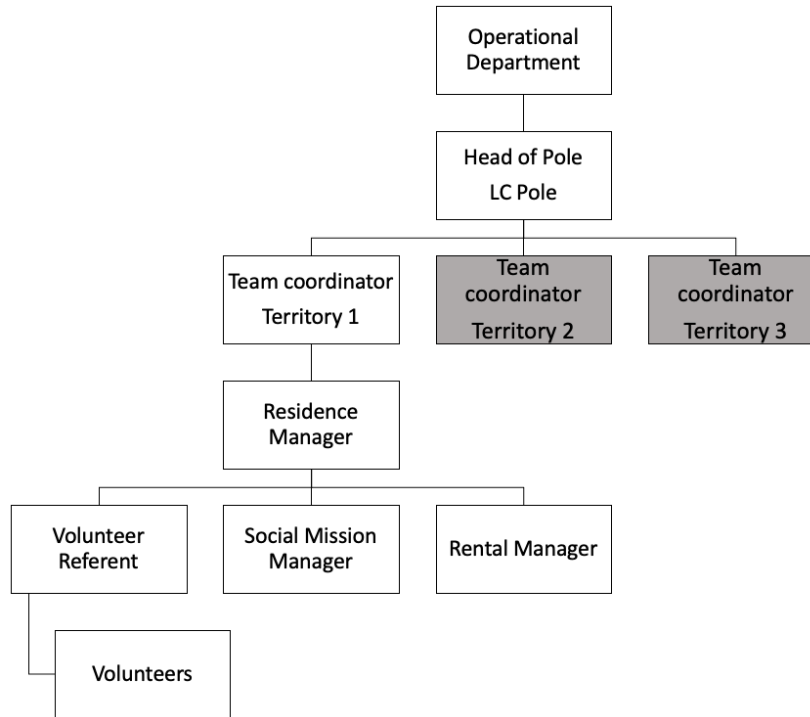 Operational
Department
Head of Pole
LC Pole
Team coordinator
Territory 1
Team
coordinator
Territory 2
Team
coordinator
Territory 3
Residence
Manager
Volunteer
Referent
Social Mission
Manager
Rental Manager
Volunteers